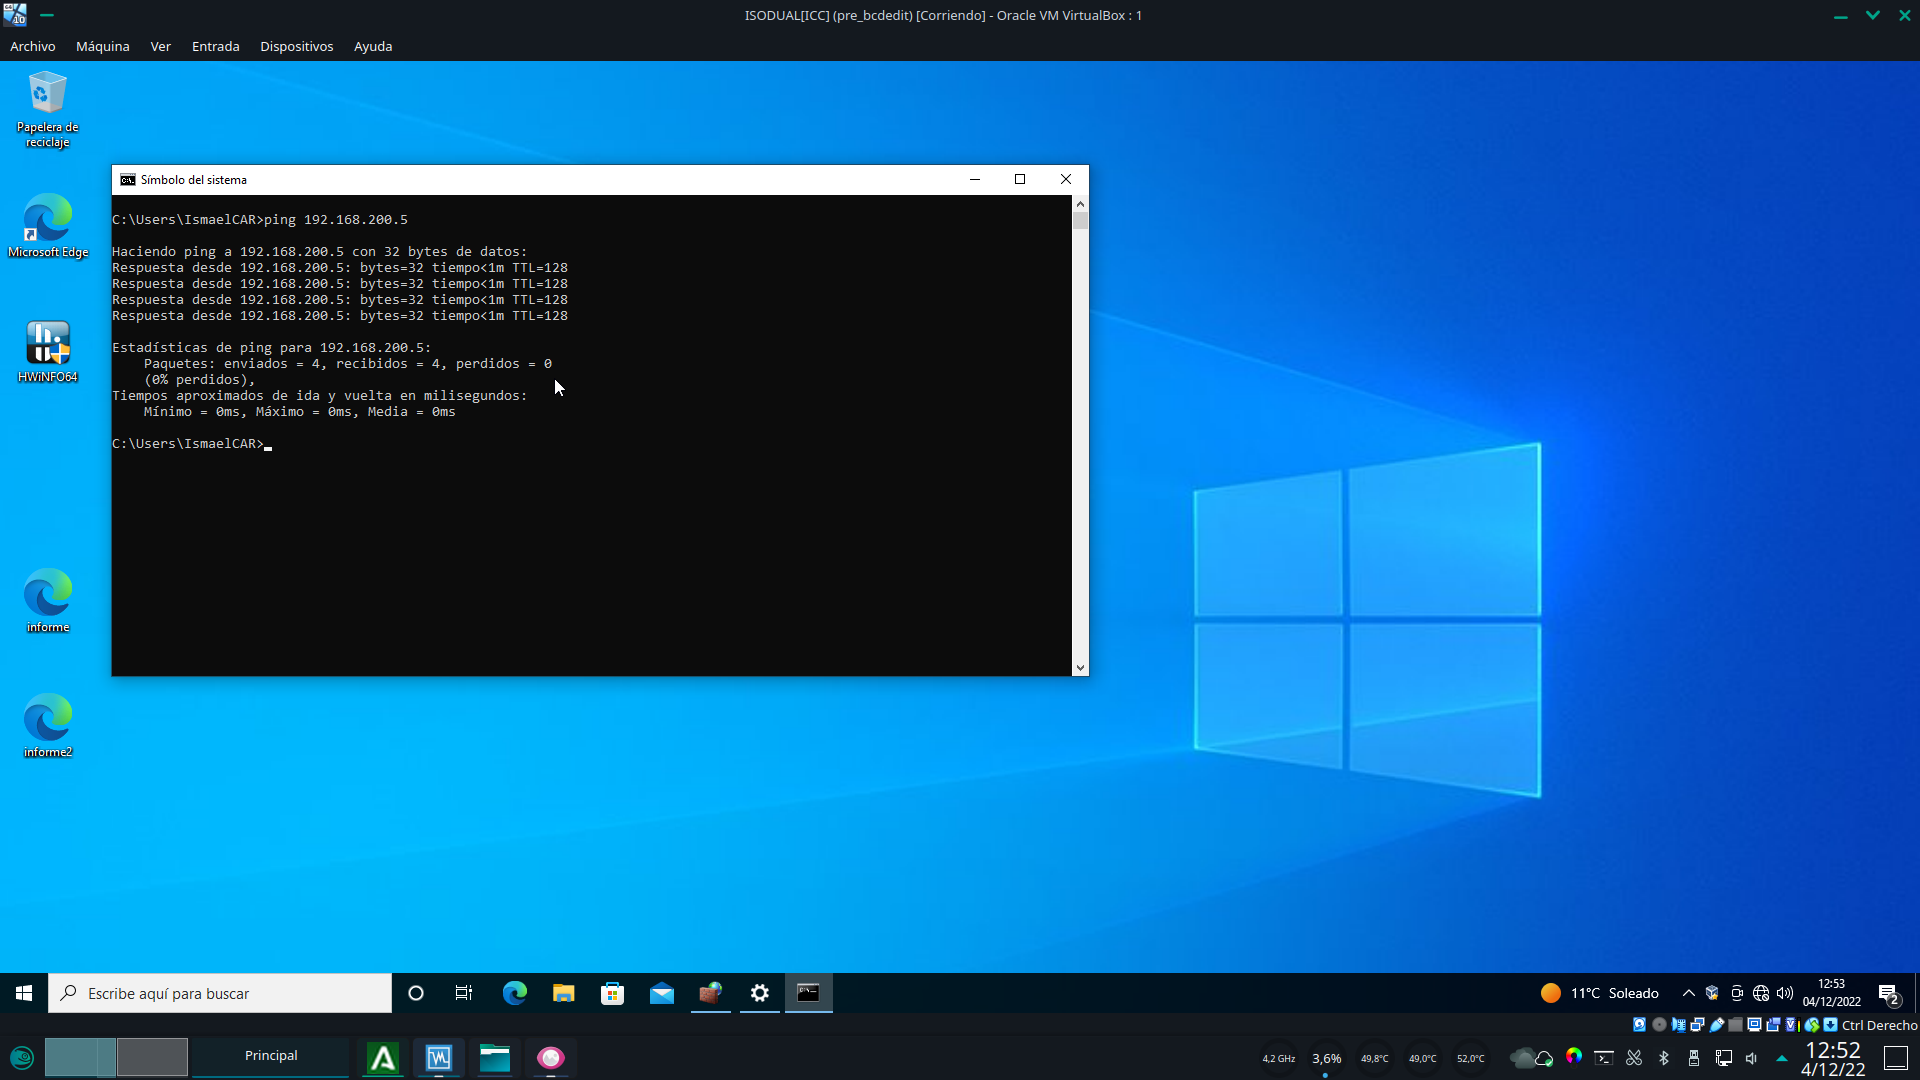 ISODUAL[ICC] (pre_bcdedit) [Corriendo] - Oracle VM VirtualBox : 1
Archivo Máquina Ver Entrada Dispositivos Ayuda
Papelera de
reciclaje
Microsoft Edge
HWiNFO64
informe
informe2
Símbolo del sistema
C:\Users\IsmaelCAR>ping 192.168.200.5
Haciendo ping a 192.168.200.5 con 32 bytes de datos:
Respuesta desde 192.168.200.5: bytes=32 tiempo<1m TTL=128
Respuesta desde 192.168.200.5: bytes=32 tiempo<1m TTL=128
Respuesta desde 192.168.200.5: bytes=32 tiempo<1m TTL=128
Respuesta desde 192.168.200.5: bytes=32 tiempo<1m TTL=128
Estadísticas de ping para 192.168.200.5:
Paquetes: enviados = 4, recibidos = 4, perdidos = 0
(0% perdidos),
Tiempos aproximados de ida y vuelta en milisegundos:
Mínimo = 0ms, Máximo = 0ms, Media = 0ms
C:\Users\IsmaelCAR>
Escribe aquí para buscar
11°C Soleado
12:53
04/12/2022
2
Ctrl Derecho
Principal
4,2 GHz
3,6%
49,8°C
49,0°C
52,0°C
12:52
4/12/22